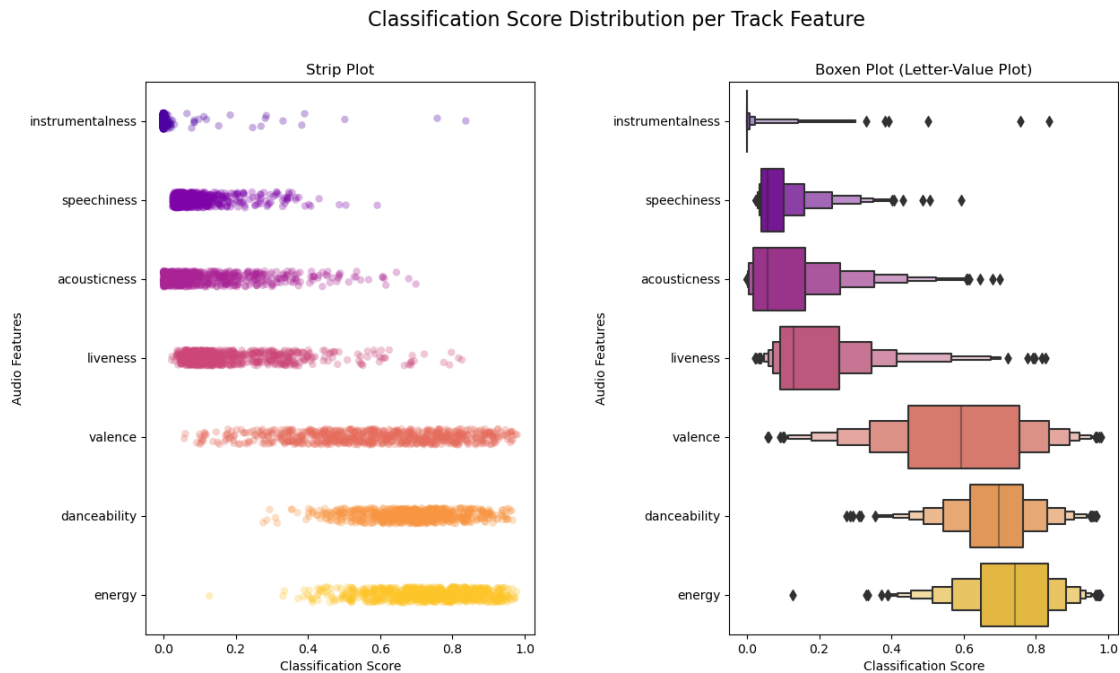 Classification Score Distribution per Track Feature
Strip Plot
Audio Features
instrumentalness
speechiness
acousticness
liveness
valence
danceability
energy
0.0 0.2 0.4 0.6 0.8 1.0
Classification Score
Boxen Plot (Letter-Value Plot)
Audio Features
instrumentalness
speechiness
acousticness
liveness
valence
danceability
energy
0.0 0.2 0.4 0.6 0.8 1.0
Classification Score